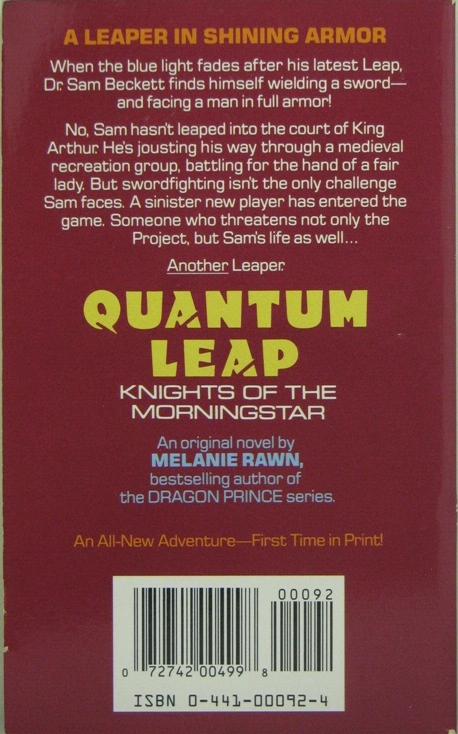 A LEAPER IN SHINING ARMOR
When the blue light fades after his latest Leap,
Dr. Sam Beckett finds himself wielding a sword—
and facing a man in full armor!
No, Sam hasn't leaped into the court of King
Arthur. He's jousting his way through a medieval
recreation group, battling for the hand of a fair
lady. But swordfighting isn't the only challenge
Sam faces. A sinister new player has entered the
game. Someone who threatens not only the
Project, but Sam's life as well...
Another Leaper.
QUANTUM
LEAP
KNIGHTS OF THE
MORNINGSTAR
An original novel by
MELANIE RAWN,
bestselling author of
the DRAGON PRINCE series.
An All-New Adventure—First Time in Print!
00092
0 72742 00499 8
ISBN 0-441-00092-4